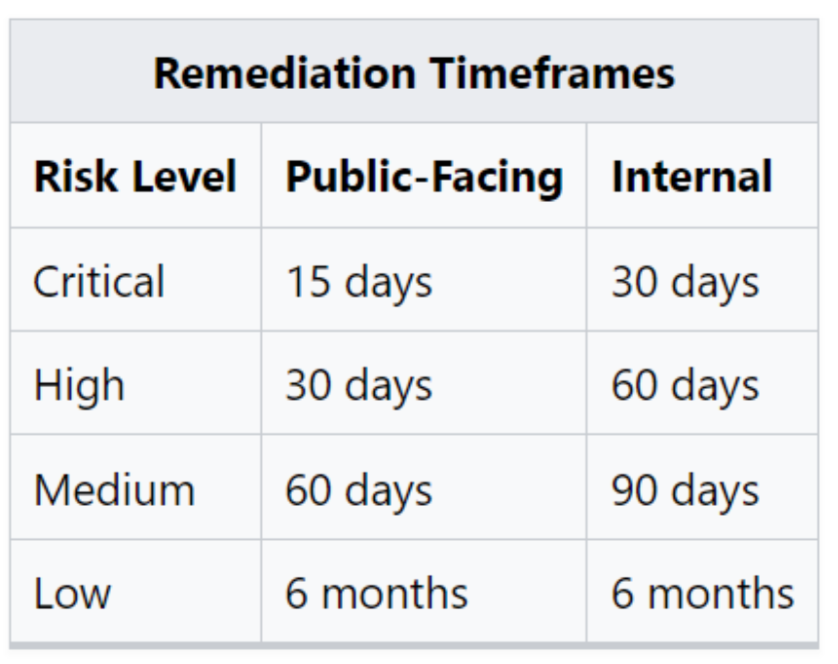 Remediation Timeframes
Risk Level Public-Facing Internal
Critical 15 days 30 days
High 30 days 60 days
Medium 60 days 90 days
Low 6 months 6 months